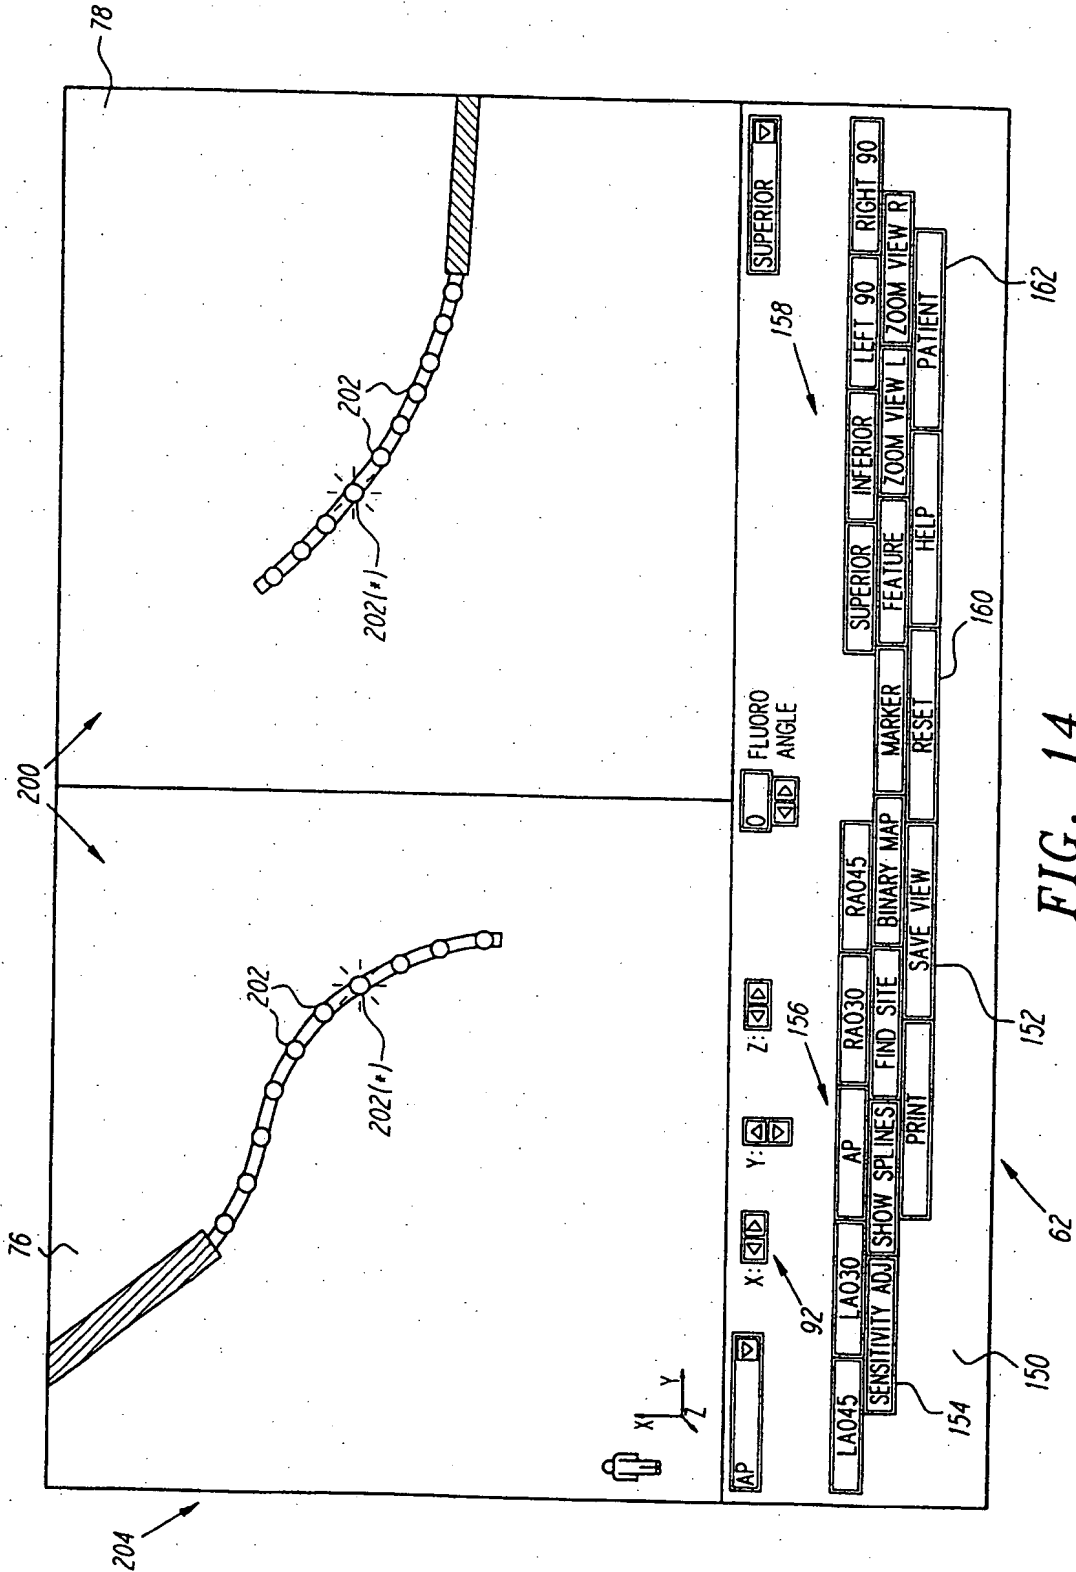 204
76
200
78
202
202(*)
202
202(*)
X
Y
Z
AP
X:
Y:
Z:
0
FLUORO
ANGLE
SUPERIOR
92
156
158
LAO45
LAO30
AP
RAO30
RAO45
SUPERIOR
INFERIOR
LEFT 90
RIGHT 90
SENSITIVITY ADJ
SHOW SPLINES
FIND SITE
BINARY MAP
MARKER
FEATURE
ZOOM VIEW L
ZOOM VIEW R
PRINT
SAVE VIEW
RESET
HELP
PATIENT
154
150
62
152
160
162
FIG. 14